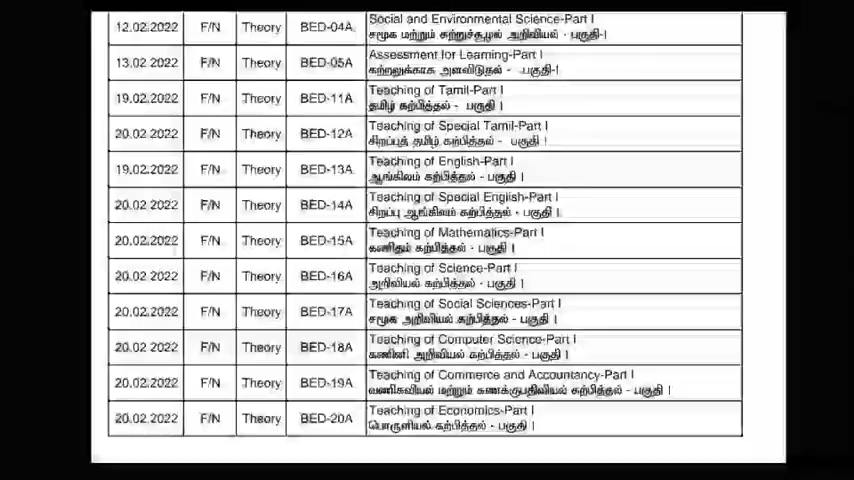 12.02.2022 F/N Theory BED-04A Social and Environmental Science-Part I
சமூக மற்றும் சுற்றுச்சூழல் அறிவியல் - பகுதி-I
13.02.2022 F/N Theory BED-05A Assessment for Learning-Part I
கற்றலுக்காக அளவிடுதல் - பகுதி-I
19.02.2022 F/N Theory BED-11A Teaching of Tamil-Part I
தமிழ் கற்பித்தல் - பகுதி I
20.02.2022 F/N Theory BED-12A Teaching of Special Tamil-Part I
சிறப்புத் தமிழ் கற்பித்தல் - பகுதி I
19.02.2022 F/N Theory BED-13A Teaching of English-Part I
ஆங்கிலம் கற்பித்தல் - பகுதி I
20.02.2022 F/N Theory BED-14A Teaching of Special English-Part I
சிறப்பு ஆங்கிலம் கற்பித்தல் - பகுதி I
20.02.2022 F/N Theory BED-15A Teaching of Mathematics-Part I
கணிதம் கற்பித்தல் - பகுதி I
20.02.2022 F/N Theory BED-16A Teaching of Science-Part I
அறிவியல் கற்பித்தல் - பகுதி I
20.02.2022 F/N Theory BED-17A Teaching of Social Sciences-Part I
சமூக அறிவியல் கற்பித்தல் - பகுதி I
20.02.2022 F/N Theory BED-18A Teaching of Computer Science-Part I
கணினி அறிவியல் கற்பித்தல் - பகுதி I
20.02.2022 F/N Theory BED-19A Teaching of Commerce and Accountancy-Part I
வணிகவியல் மற்றும் கணக்குபதிவியல் கற்பித்தல் - பகுதி I
20.02.2022 F/N Theory BED-20A Teaching of Economics-Part I
பொருளியல் கற்பித்தல் - பகுதி I